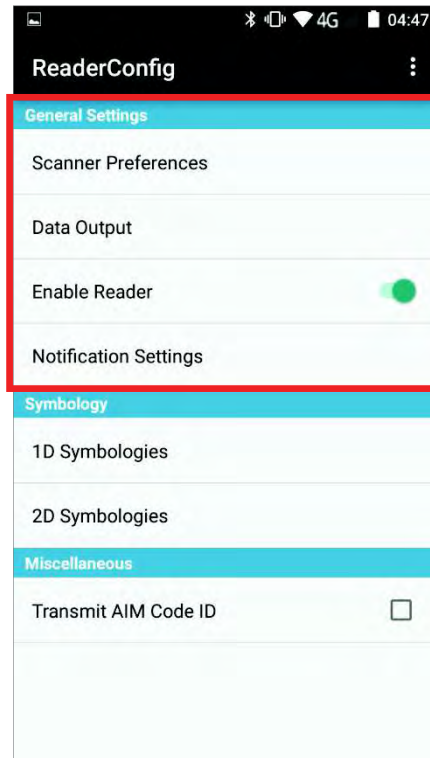 4G 04:47
ReaderConfig
General Settings
Scanner Preferences
Data Output
Enable Reader
Notification Settings
Symbology
1D Symbologies
2D Symbologies
Miscellaneous
Transmit AIM Code ID